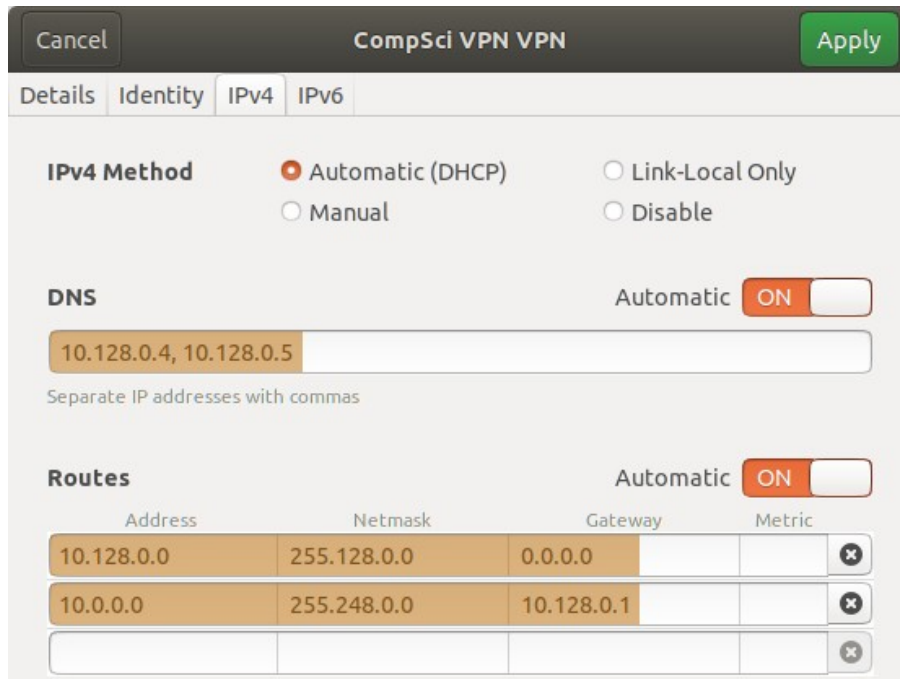 Cancel CompSci VPN VPN Apply
Details Identity IPv4 IPv6
IPv4 Method Automatic (DHCP) Link-Local Only
Manual Disable
DNS Automatic ON
10.128.0.4, 10.128.0.5
Separate IP addresses with commas
Routes Automatic ON
Address Netmask Gateway Metric
10.128.0.0 255.128.0.0 0.0.0.0
10.0.0.0 255.248.0.0 10.128.0.1